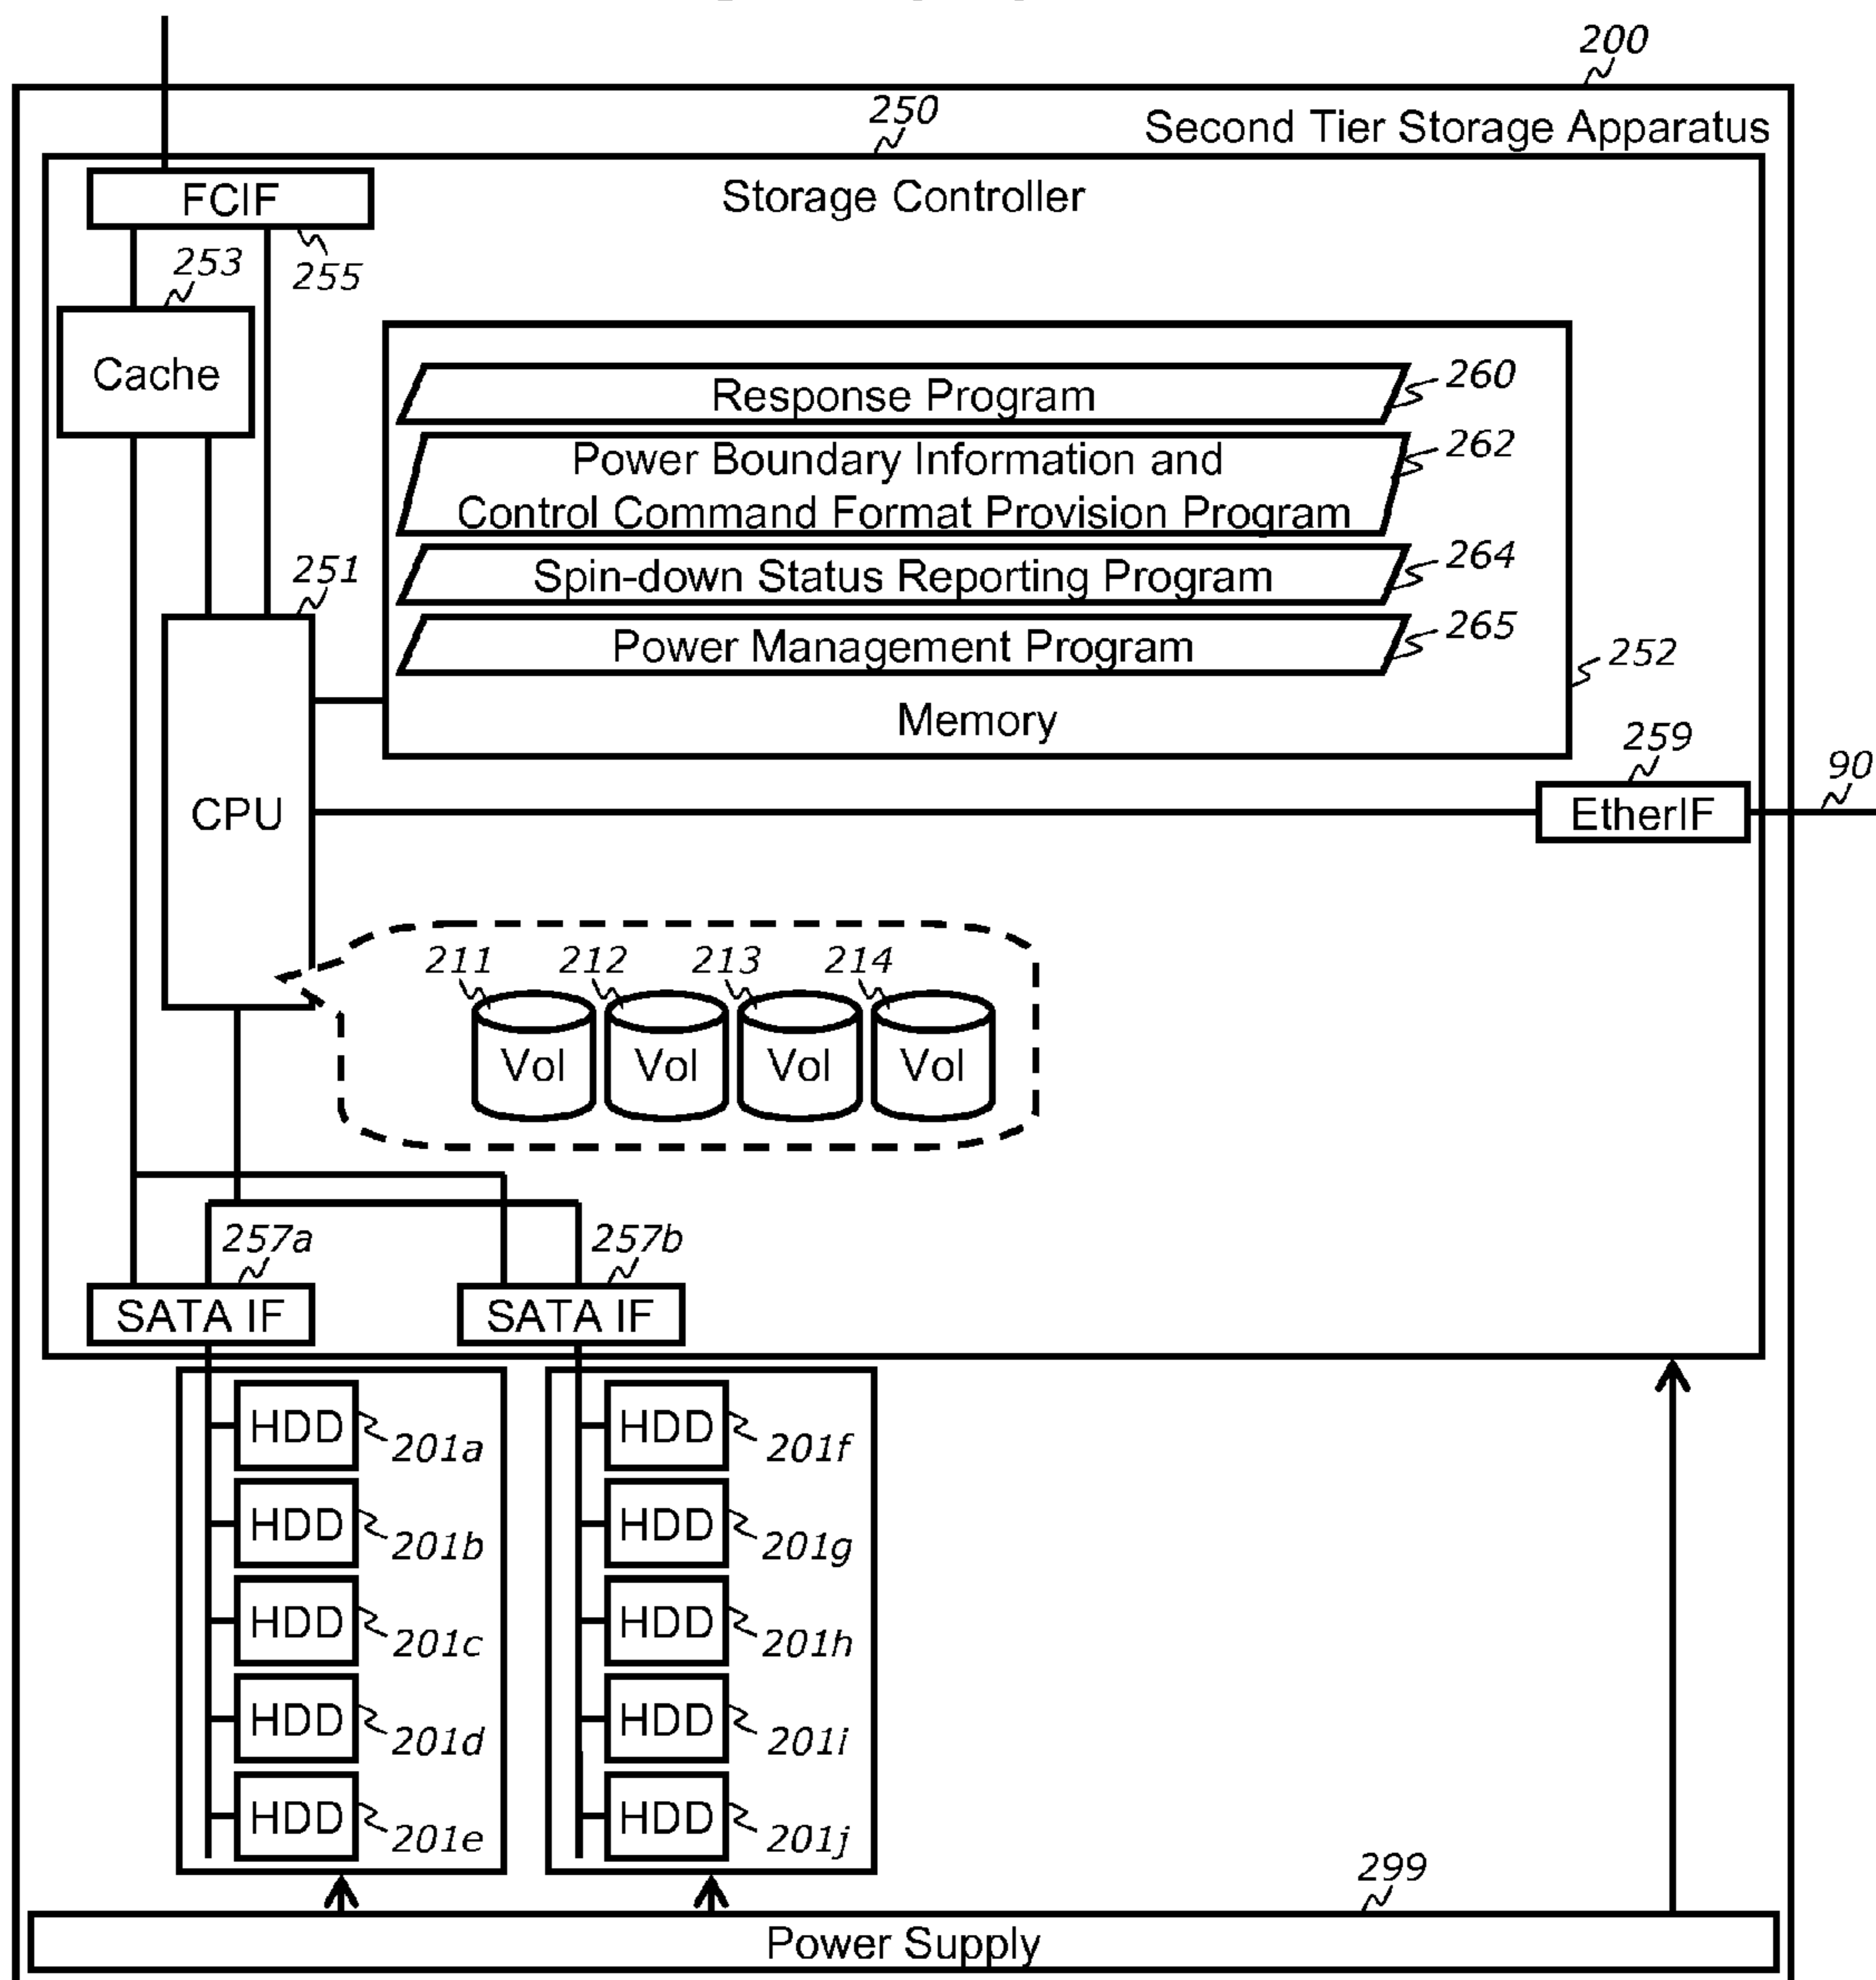 200
250
Second Tier Storage Apparatus
FCIF
Storage Controller
253
255
Cache
Response Program
260
Power Boundary Information and
Control Command Format Provision Program
262
251
Spin-down Status Reporting Program
264
Power Management Program
265
252
Memory
259
90
CPU
EtherIF
211
212
213
214
Vol
Vol
Vol
Vol
257a
257b
SATA IF
SATA IF
HDD
201a
HDD
201f
HDD
201b
HDD
201g
HDD
201c
HDD
201h
HDD
201d
HDD
201i
HDD
201e
HDD
201j
299
Power Supply